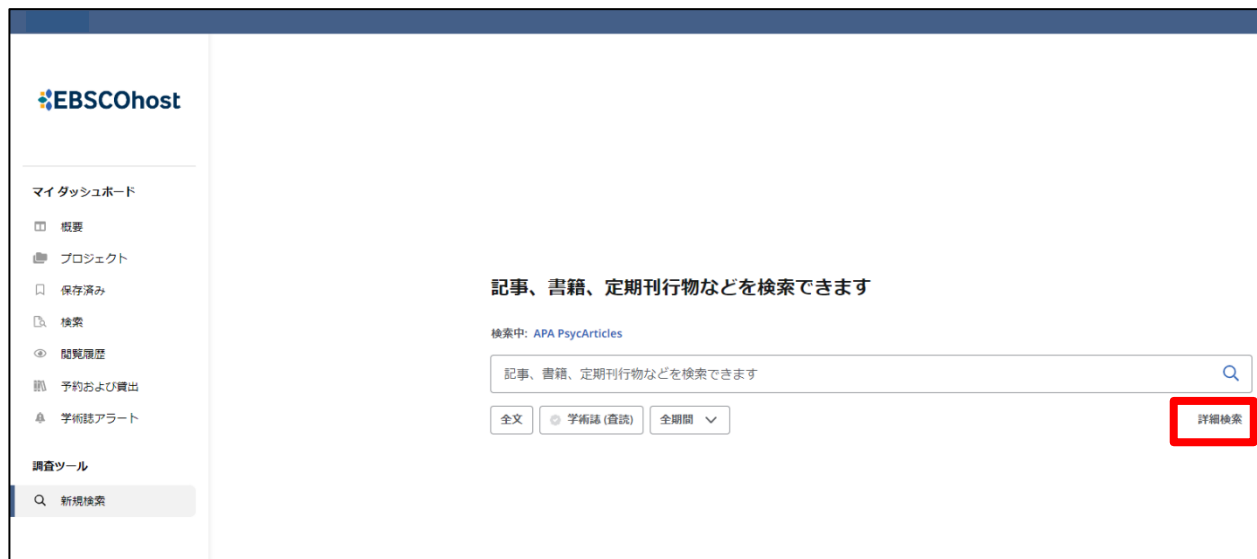 EBSCOhost
マイ ダッシュボード
概要
プロジェクト
保存済み
検索
閲覧履歴
予約および貸出
学術誌アラート
調査ツール
新規検索
記事、書籍、定期刊行物などを検索できます
検索中: APA PsycArticles
記事、書籍、定期刊行物などを検索できます
全文 学術誌 (査読) 全期間
詳細検索